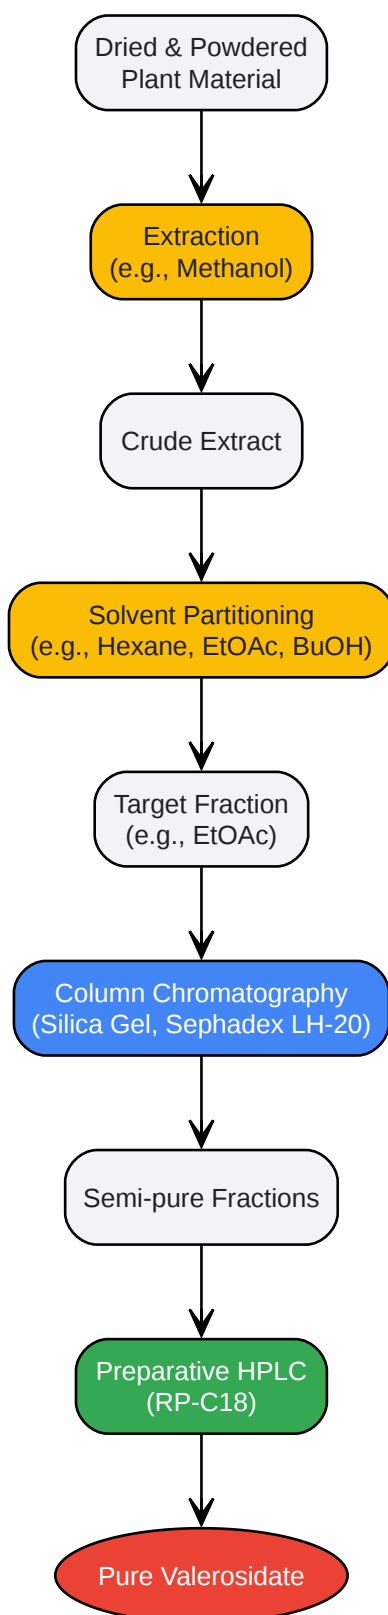 Dried & Powdered
Plant Material
Extraction
(e.g., Methanol)
Crude Extract
Solvent Partitioning
(e.g., Hexane, EtOAc, BuOH)
Target Fraction
(e.g., EtOAc)
Column Chromatography
(Silica Gel, Sephadex LH-20)
Semi-pure Fractions
Preparative HPLC
(RP-C18)
Pure Valerosidate